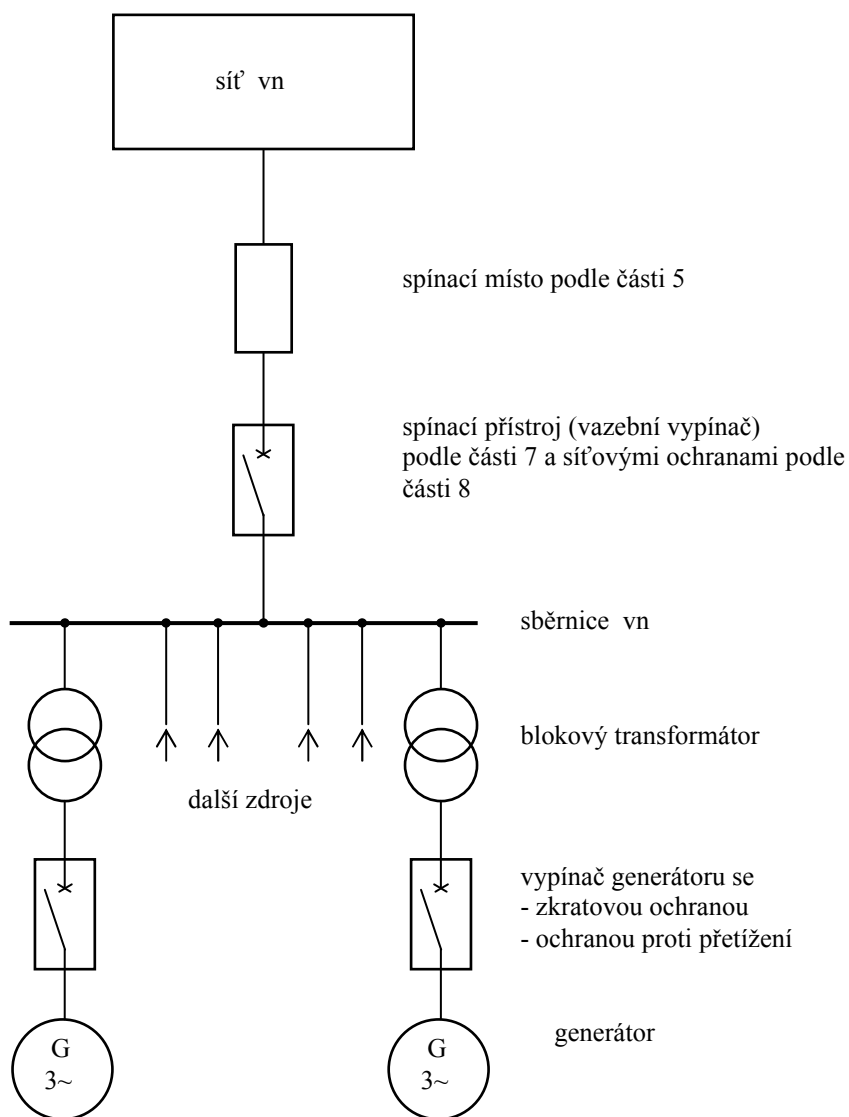 síť vn
spínací místo podle části 5
spínací přístroj (vazební vypínač)
podle části 7 a síťovými ochranami podle
části 8
sběrnice vn
blokový transformátor
další zdroje
vypínač generátoru se
- zkratovou ochranou
- ochranou proti přetížení
generátor
G
3~
G
3~